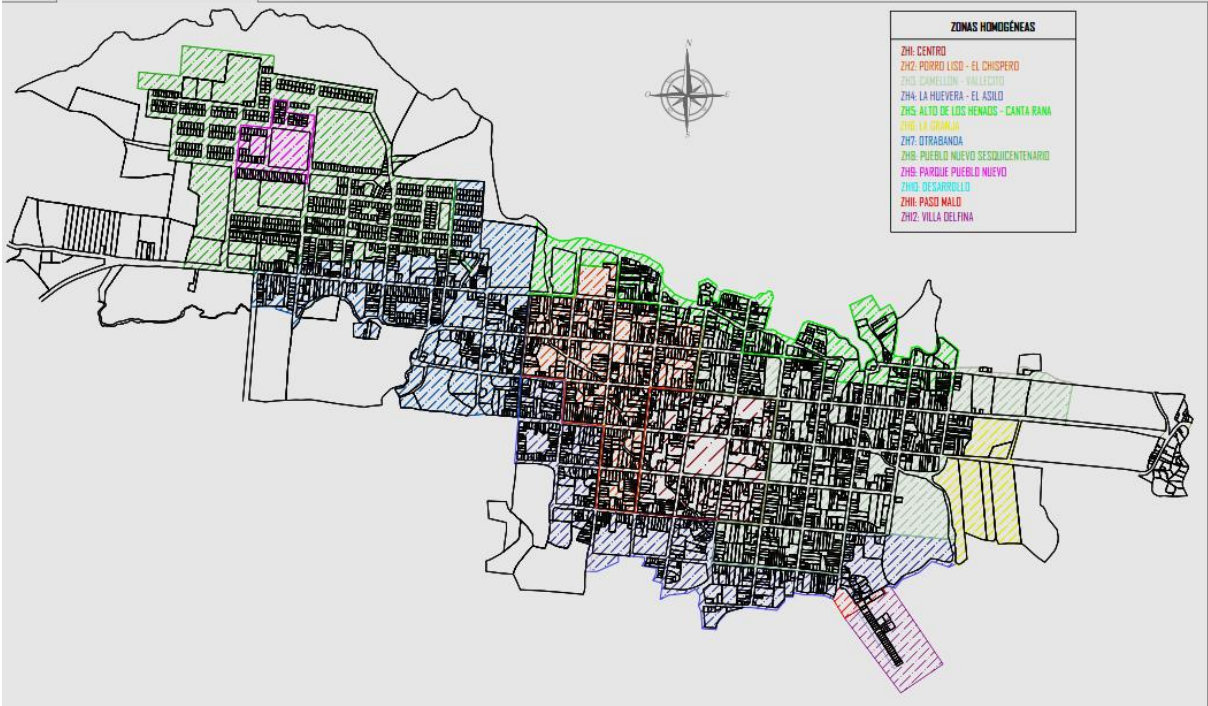 ZONAS HOMOGÉNEAS
ZH1: CENTRO
ZH2: PORRO LISO - EL CHISPERO
ZH3: CAMELLON - VALLECITO
ZH4: LA HUEVERA - EL ASILO
ZH5: ALTO DE LOS HENAOS - CANTA RANA
ZH6: LA GRANJA
ZH7: OTRABANDA
ZH8: PUEBLO NUEVO SESQUICENTENARIO
ZH9: PARQUE PUEBLO NUEVO
ZH10: DESARROLLO
ZH11: PASO MALO
ZH12: VILLA DELFINA
N
O
E
S